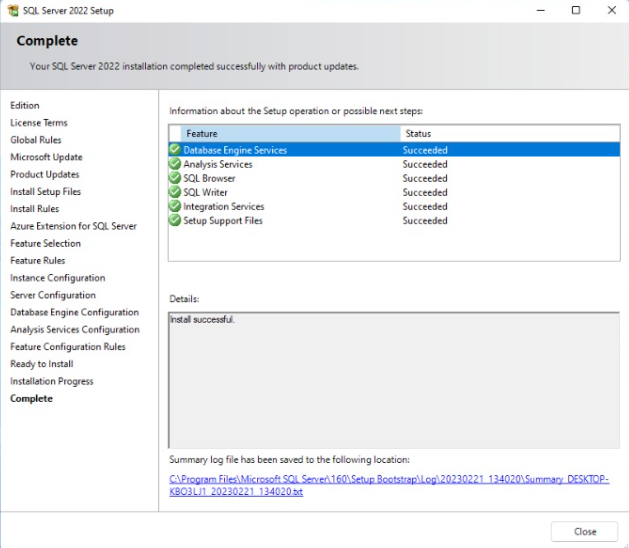 SQL Server 2022 Setup
Complete
Your SQL Server 2022 installation completed successfully with product updates.
Edition
License Terms
Global Rules
Microsoft Update
Product Updates
Install Setup Files
Install Rules
Azure Extension for SQL Server
Feature Selection
Feature Rules
Instance Configuration
Server Configuration
Database Engine Configuration
Analysis Services Configuration
Feature Configuration Rules
Ready to Install
Installation Progress
Complete
Information about the Setup operation or possible next steps:
Feature Status
Database Engine Services Succeeded
Analysis Services Succeeded
SQL Browser Succeeded
SQL Writer Succeeded
Integration Services Succeeded
Setup Support Files Succeeded
Details:
Install successful.
Summary log file has been saved to the following location:
C:\Program Files\Microsoft SQL Server\160\Setup Bootstrap\Log\20230221_134020\Summary_DESKTOP-
KBO3LJ1_20230221_134020.txt
Close